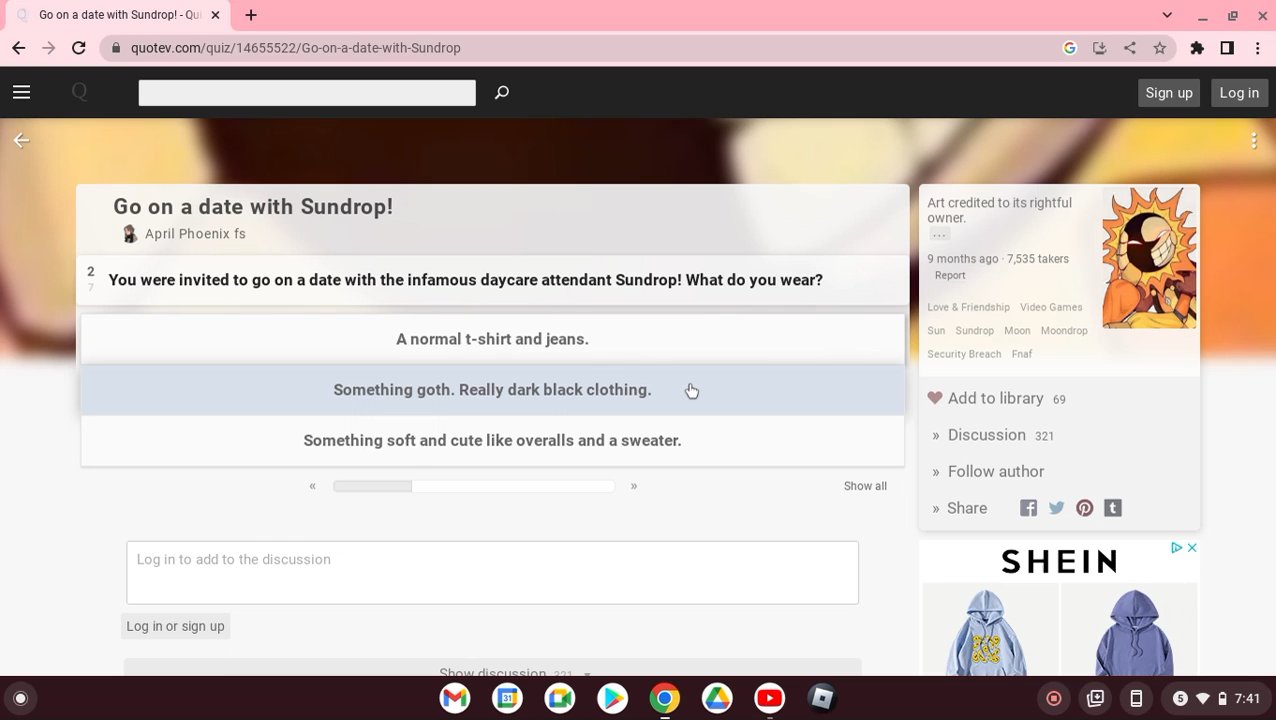 Go on a date with Sundrop! - Qui
quotev.com/quiz/14655522/Go-on-a-date-with-Sundrop
Q
Sign up
Log in
Go on a date with Sundrop!
April Phoenix fs
2
7
You were invited to go on a date with the infamous daycare attendant Sundrop! What do you wear?
A normal t-shirt and jeans.
Something goth. Really dark black clothing.
Something soft and cute like overalls and a sweater.
«
»
Show all
Log in to add to the discussion
Log in or sign up
Show discussion 321
Art credited to its rightful
owner.
...
9 months ago · 7,535 takers
Report
Love & Friendship Video Games
Sun Sundrop Moon Moondrop
Security Breach Fnaf
Add to library 69
» Discussion 321
» Follow author
» Share
SHEIN
5
7:41